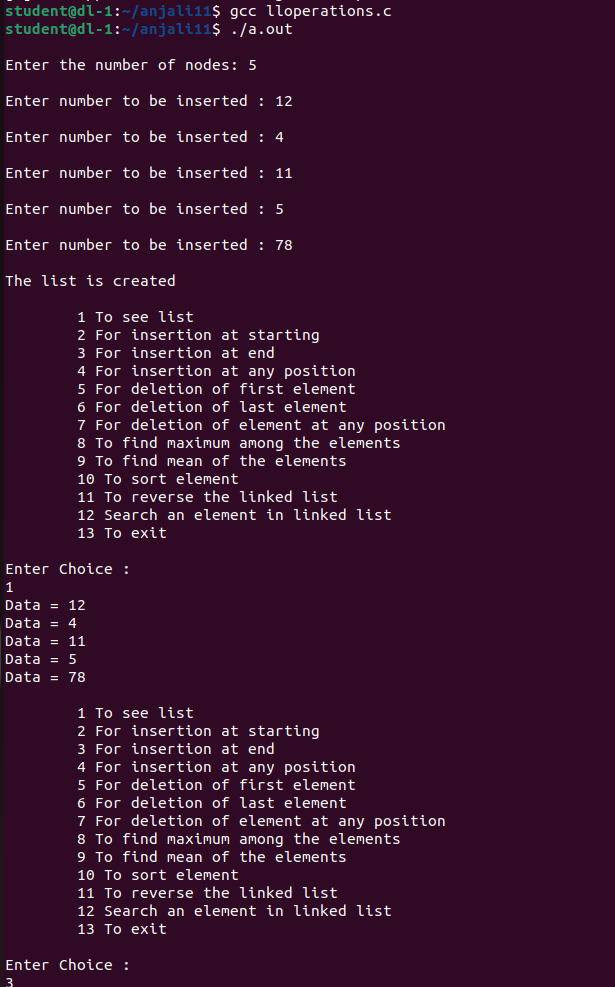 student@dl-1:~/anjali11$ gcc lloperations.c
student@dl-1:~/anjali11$ ./a.out
Enter the number of nodes: 5
Enter number to be inserted : 12
Enter number to be inserted : 4
Enter number to be inserted : 11
Enter number to be inserted : 5
Enter number to be inserted : 78
The list is created
1 To see list
2 For insertion at starting
3 For insertion at end
4 For insertion at any position
5 For deletion of first element
6 For deletion of last element
7 For deletion of element at any position
8 To find maximum among the elements
9 To find mean of the elements
10 To sort element
11 To reverse the linked list
12 Search an element in linked list
13 To exit
Enter Choice :
1
Data = 12
Data = 4
Data = 11
Data = 5
Data = 78
1 To see list
2 For insertion at starting
3 For insertion at end
4 For insertion at any position
5 For deletion of first element
6 For deletion of last element
7 For deletion of element at any position
8 To find maximum among the elements
9 To find mean of the elements
10 To sort element
11 To reverse the linked list
12 Search an element in linked list
13 To exit
Enter Choice :
3